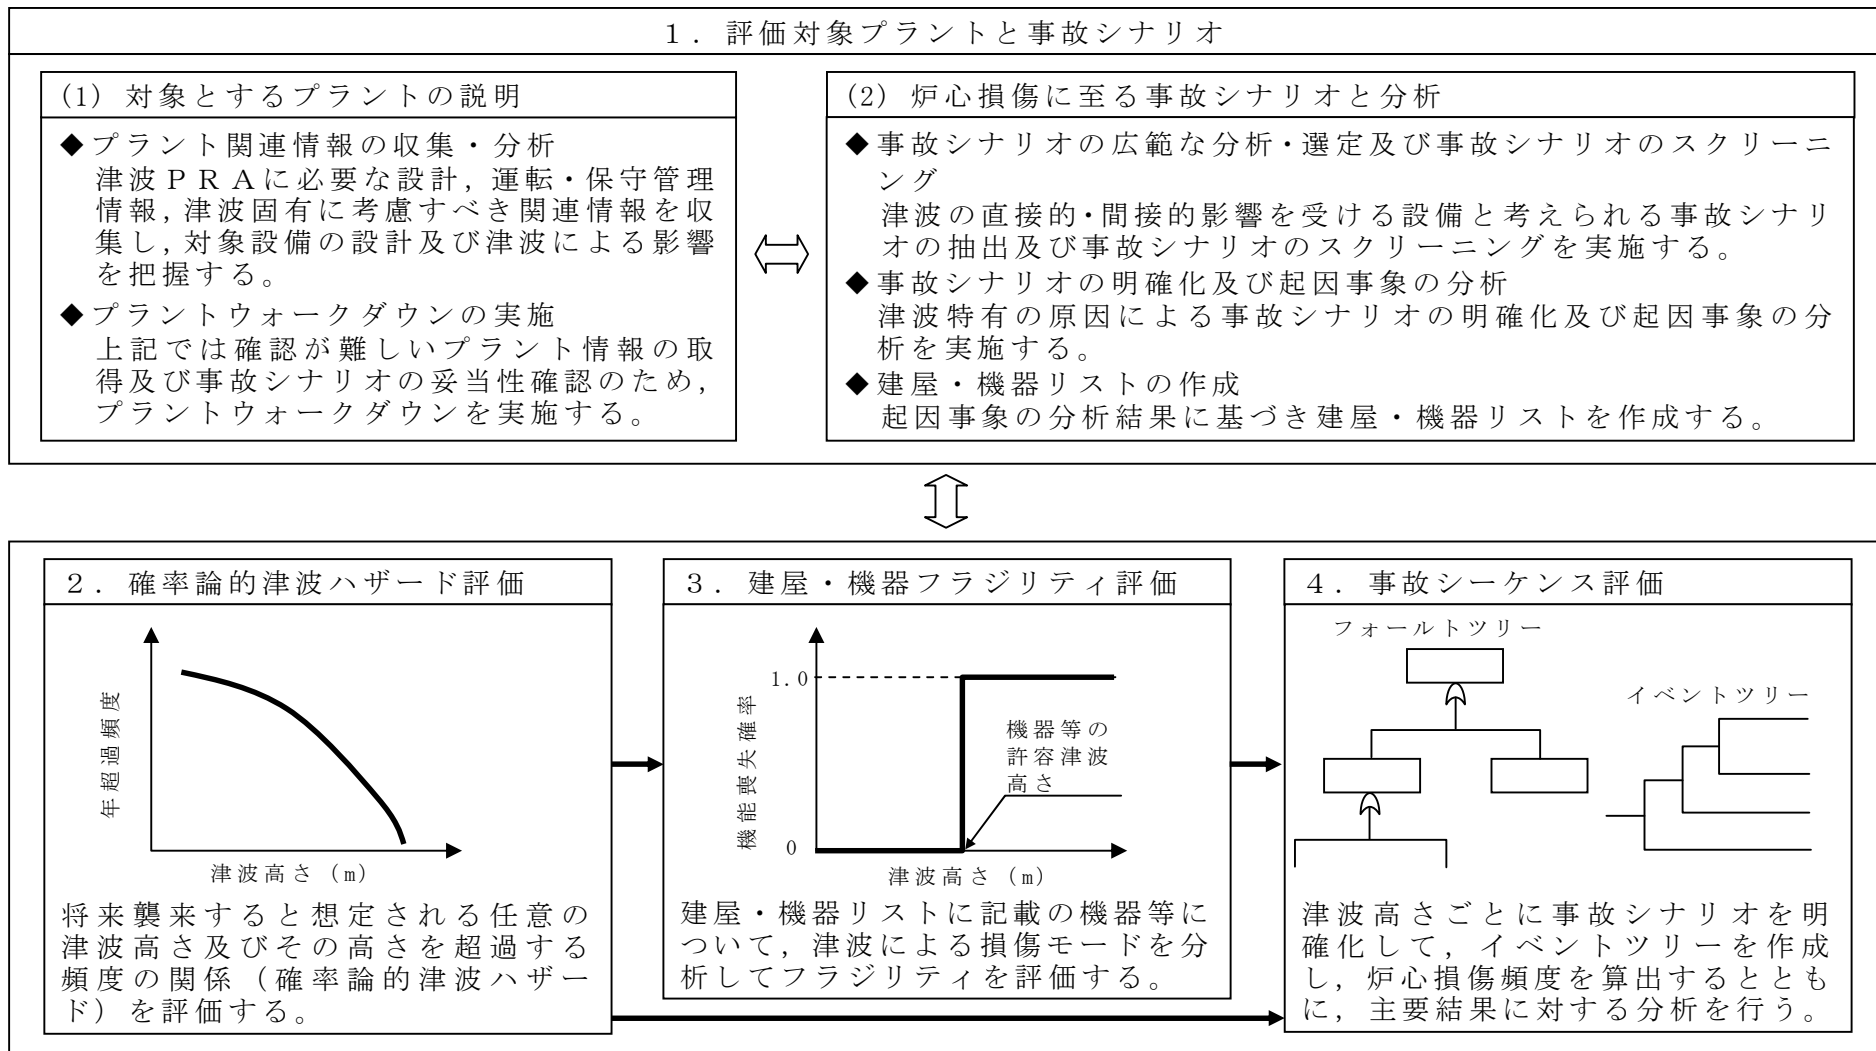 １．評価対象プラントと事故シナリオ
(1) 対象とするプラントの説明
◆プラント関連情報の収集・分析
津波ＰＲＡに必要な設計，運転・保守管理
情報，津波固有に考慮すべき関連情報を収
集し，対象設備の設計及び津波による影響
を把握する。
◆プラントウォークダウンの実施
上記では確認が難しいプラント情報の取
得及び事故シナリオの妥当性確認のため，
プラントウォークダウンを実施する。
(2) 炉心損傷に至る事故シナリオと分析
◆事故シナリオの広範な分析・選定及び事故シナリオのスクリーニ
ング
津波の直接的・間接的影響を受ける設備と考えられる事故シナリ
オの抽出及び事故シナリオのスクリーニングを実施する。
◆事故シナリオの明確化及び起因事象の分析
津波特有の原因による事故シナリオの明確化及び起因事象の分
析を実施する。
◆建屋・機器リストの作成
起因事象の分析結果に基づき建屋・機器リストを作成する。
２．確率論的津波ハザード評価
年超過頻度
津波高さ（m）
将来襲来すると想定される任意の
津波高さ及びその高さを超過する
頻度の関係（確率論的津波ハザー
ド）を評価する。
３．建屋・機器フラジリティ評価
機能喪失確率
1.0
0
機器等の
許容津波
高さ
津波高さ（m）
建屋・機器リストに記載の機器等に
ついて，津波による損傷モードを分
析してフラジリティを評価する。
４．事故シーケンス評価
フォールトツリー
イベントツリー
津波高さごとに事故シナリオを明
確化して，イベントツリーを作成
し，炉心損傷頻度を算出するととも
に，主要結果に対する分析を行う。